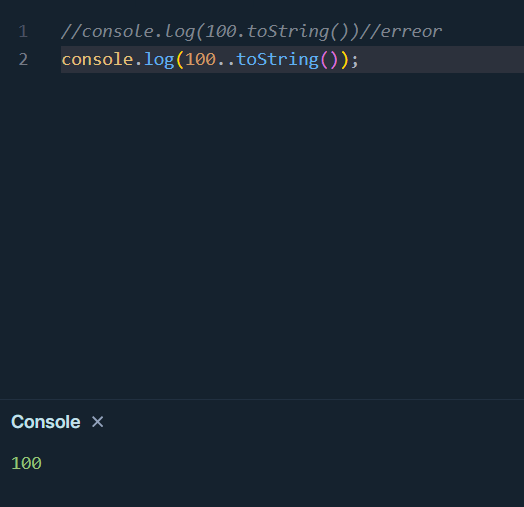 1 //console.log(100.toString())//erreor
2 console.log(100..toString());
Console ×
100